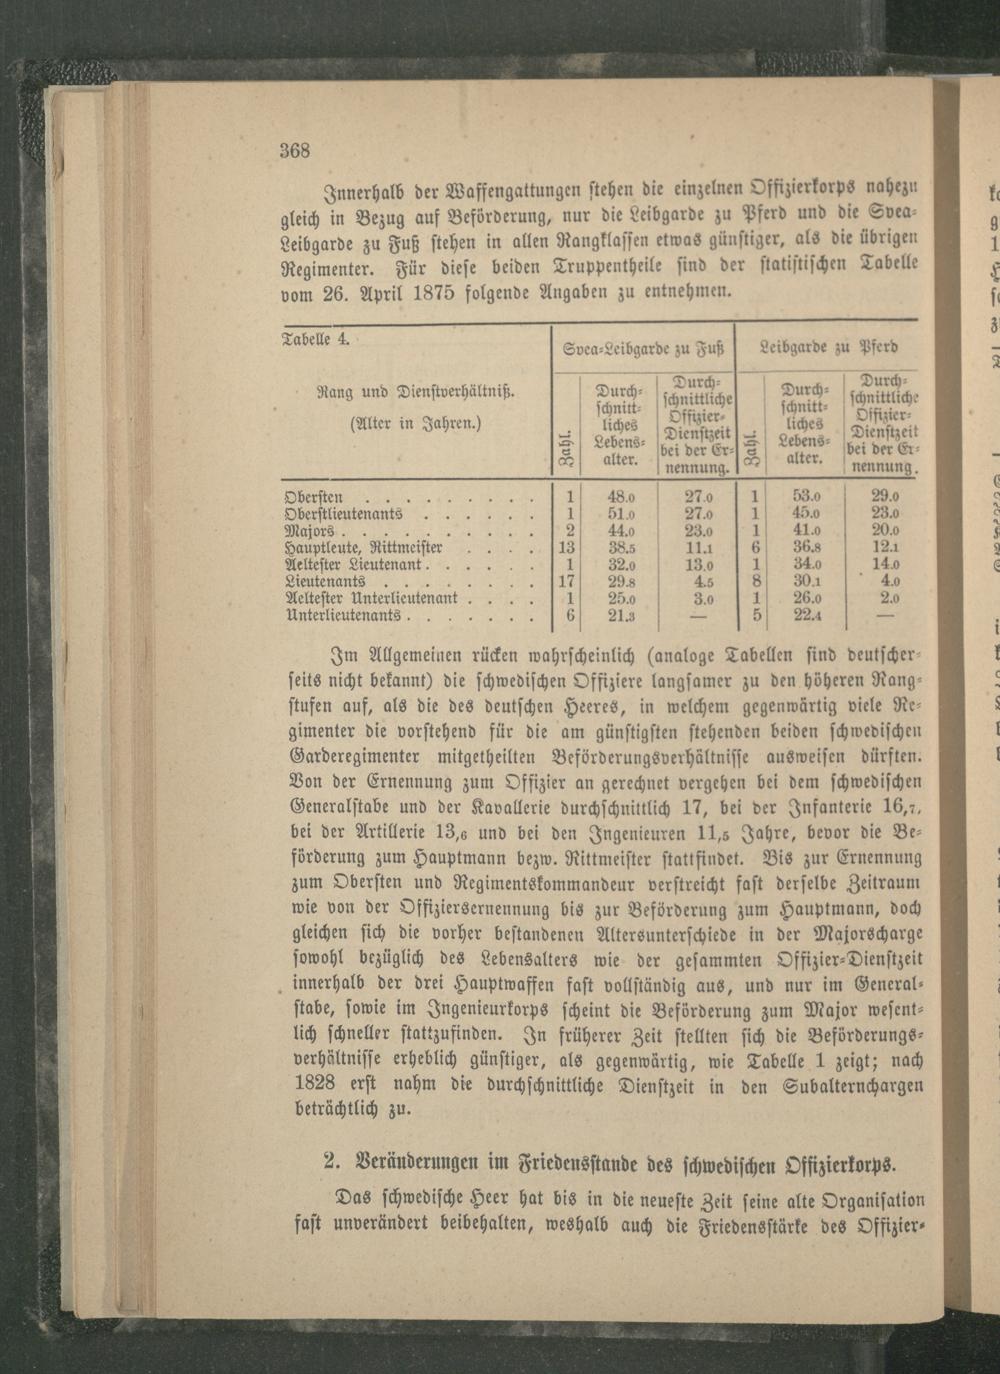 368
Innerhalb der Waffengattungen stehen die einzelnen Offizierkorps nahezu
gleich in Bezug auf Beförderung, nur die Leibgarde zu Pferd und die Svea-
Leibgarde zu Fuß stehen in allen Rangklassen etwas günstiger, als die übrigen
Regimenter. Für diese beiden Truppentheile sind der statistischen Tabelle
vom 26. April 1875 folgende Angaben zu entnehmen.
Tabelle 4.
Rang und Dienstverhältniß.
(Alter in Jahren.)
Svea-Leibgarde zu Fuß
Leibgarde zu Pferd
Zahl.
Durch-
schnitt-
liches
Lebens-
alter.
Durch-
schnittliche
Offizier-
Dienstzeit
bei der Er-
nennung.
Zahl.
Durch-
schnitt-
liches
Lebens-
alter.
Durch-
schnittliche
Offizier-
Dienstzeit
bei der Er-
nennung.
Obersten . . . . . . . . . . 1 48.0 27.0 1 53.0 29.0
Oberstlieutenants . . . . . . 1 51.0 27.0 1 45.0 23.0
Majors . . . . . . . . . . 2 44.0 23.0 1 41.0 20.0
Hauptleute, Rittmeister . . . . 13 38.5 11.1 6 36.8 12.1
Aeltester Lieutenant . . . . . . 1 32.0 13.0 1 34.0 14.0
Lieutenants . . . . . . . . 17 29.8 4.5 8 30.1 4.0
Aeltester Unterlieutenant . . . . 1 25.0 3.0 1 26.0 2.0
Unterlieutenants . . . . . . . 6 21.3 — 5 22.4 —
Im Allgemeinen rücken wahrscheinlich (analoge Tabellen sind deutscher-
seits nicht bekannt) die schwedischen Offiziere langsamer zu den höheren Rang-
stufen auf, als die des deutschen Heeres, in welchem gegenwärtig viele Re-
gimenter die vorstehend für die am günstigsten stehenden beiden schwedischen
Garderegimenter mitgetheilten Beförderungsverhältnisse ausweisen dürften.
Von der Ernennung zum Offizier an gerechnet vergehen bei dem schwedischen
Generalstabe und der Kavallerie durchschnittlich 17, bei der Infanterie 16,7,
bei der Artillerie 13,6 und bei den Ingenieuren 11,5 Jahre, bevor die Be-
förderung zum Hauptmann bezw. Rittmeister stattfindet. Bis zur Ernennung
zum Obersten und Regimentskommandeur verstreicht fast derselbe Zeitraum
wie von der Offiziersernennung bis zur Beförderung zum Hauptmann, doch
gleichen sich die vorher bestandenen Altersunterschiede in der Majorscharge
sowohl bezüglich des Lebensalters wie der gesammten Offizier-Dienstzeit
innerhalb der drei Hauptwaffen fast vollständig aus, und nur im General-
stabe, sowie im Ingenieurkorps scheint die Beförderung zum Major wesent-
lich schneller stattzufinden. In früherer Zeit stellten sich die Beförderungs-
verhältnisse erheblich günstiger, als gegenwärtig, wie Tabelle 1 zeigt; nach
1828 erst nahm die durchschnittliche Dienstzeit in den Subalternchargen
beträchtlich zu.
2. Veränderungen im Friedensstande des schwedischen Offizierkorps.
Das schwedische Heer hat bis in die neueste Zeit seine alte Organisation
fast unverändert beibehalten, weshalb auch die Friedensstärke des Offizier-